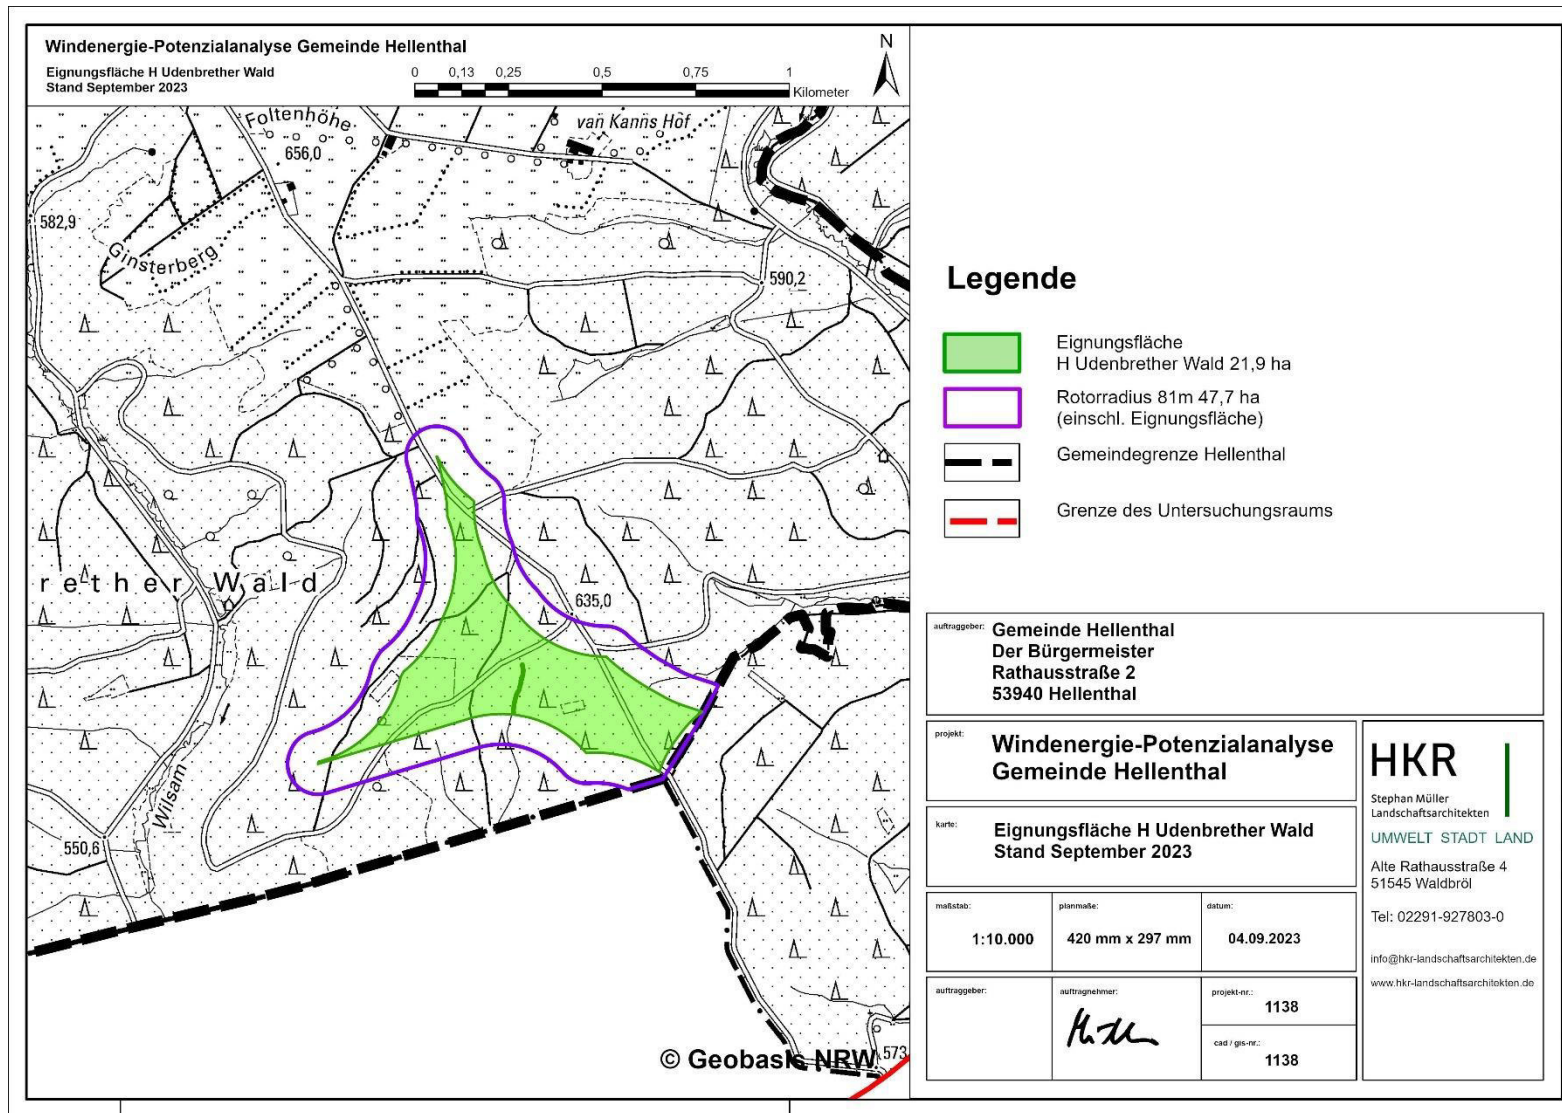 Windenergie-Potenzialanalyse Gemeinde Hellenthal
Eignungsfläche H Udenbrether Wald
Stand September 2023
0 0,13 0,25 0,5 0,75 1
Kilometer
N
Foltenhöhe
656,0
van Kanns Hof
582,9
Ginsterberg
590,2
rether Wald
635,0
Wilsam
550,6
573
© Geobasis NRW
Legende
Eignungsfläche
H Udenbrether Wald 21,9 ha
Rotorradius 81m 47,7 ha
(einschl. Eignungsfläche)
Gemeindegrenze Hellenthal
Grenze des Untersuchungsraums
auftraggeber: Gemeinde Hellenthal
Der Bürgermeister
Rathausstraße 2
53940 Hellenthal
projekt: Windenergie-Potenzialanalyse
Gemeinde Hellenthal
karte: Eignungsfläche H Udenbrether Wald
Stand September 2023
maßstab: planmaße: datum:
1:10.000 420 mm x 297 mm 04.09.2023
auftraggeber: auftragnehmer: projekt-nr.:
1138
cad / gis-nr.:
1138
HKR
Stephan Müller
Landschaftsarchitekten
UMWELT STADT LAND
Alte Rathausstraße 4
51545 Waldbröl
Tel: 02291-927803-0
info@hkr-landschaftsarchitekten.de
www.hkr-landschaftsarchitekten.de